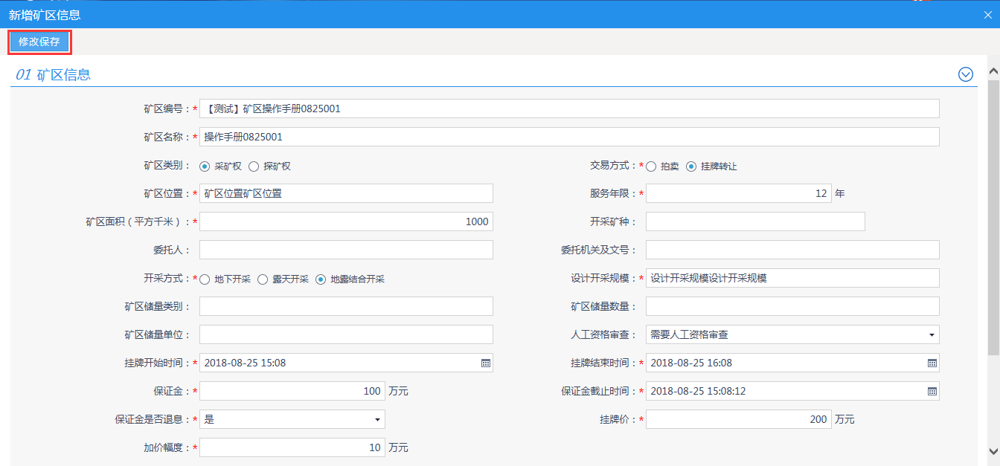 新增矿区信息
修改保存
01 矿区信息
矿区编号：* 【测试】矿区操作手册0825001
矿区名称：* 操作手册0825001
矿区类别： 采矿权 探矿权 交易方式：* 拍卖 挂牌转让
矿区位置：* 矿区位置矿区位置 服务年限：* 12 年
矿区面积（平方千米）：* 1000 开采矿种：
委托人： 委托机关及文号：
开采方式：* 地下开采 露天开采 地露结合开采 设计开采规模：* 设计开采规模设计开采规模
矿区储量类别： 矿区储量数量：
矿区储量单位： 人工资格审查： 需要人工资格审查
挂牌开始时间：* 2018-08-25 15:08 挂牌结束时间：* 2018-08-25 16:08
保证金：* 100 万元 保证金截止时间：* 2018-08-25 15:08:12
保证金是否退息：* 是 挂牌价：* 200 万元
加价幅度：* 10 万元